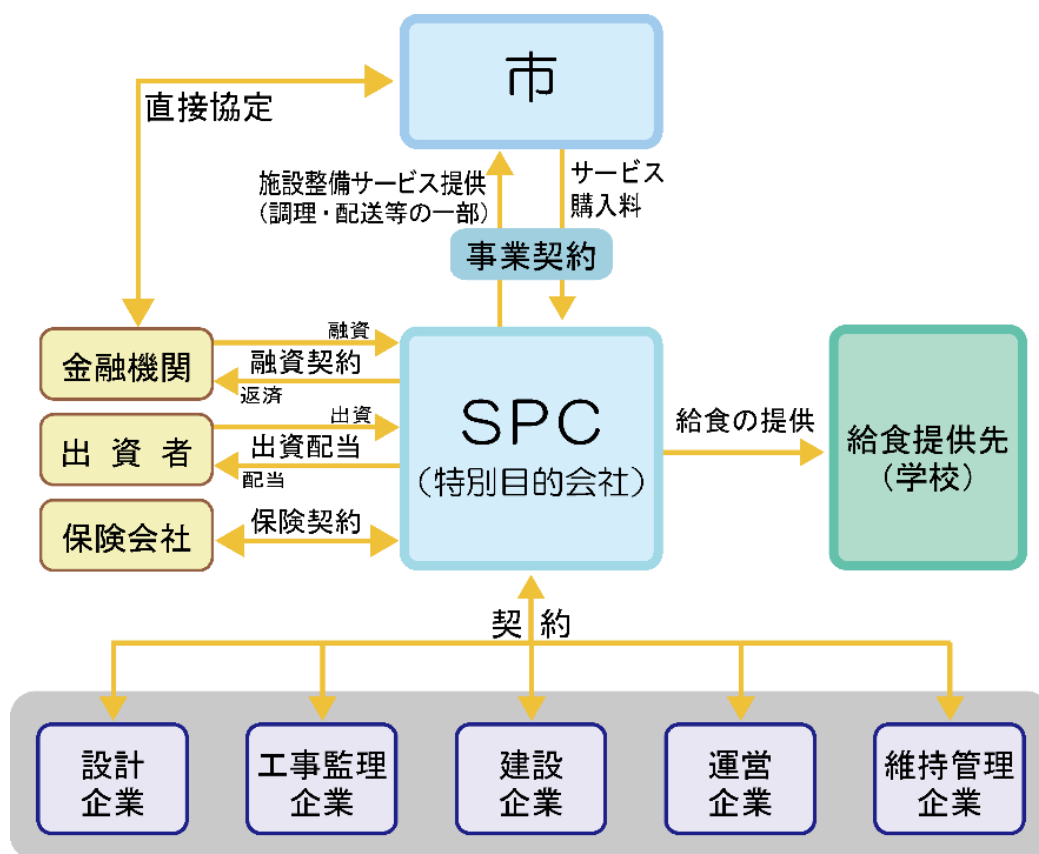 市
直接協定
施設整備サービス提供
（調理・配送等の一部）
サービス
購入料
事業契約
金融機関
融資
融資契約
返済
出資者
出資
出資配当
配当
保険会社
保険契約
SPC
（特別目的会社）
給食の提供
給食提供先
（学校）
契約
設計
企業
工事監理
企業
建設
企業
運営
企業
維持管理
企業